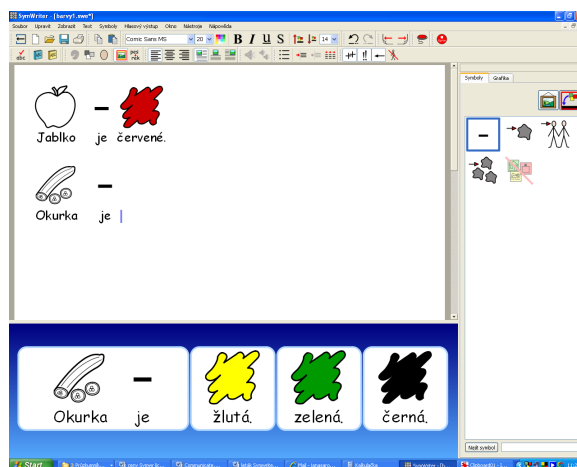 SymWriter - [barvy1.swe*]
Soubor Upravit Zobrazit Text Symboly Hlasový výstup Okno Nástroje Nápověda
Comic Sans MS 20 B I U S 14
abc
Symboly Grafika
Jablko je červené.
Okurka je
Okurka je žlutá. zelená. černá.
Najít symbol
Start